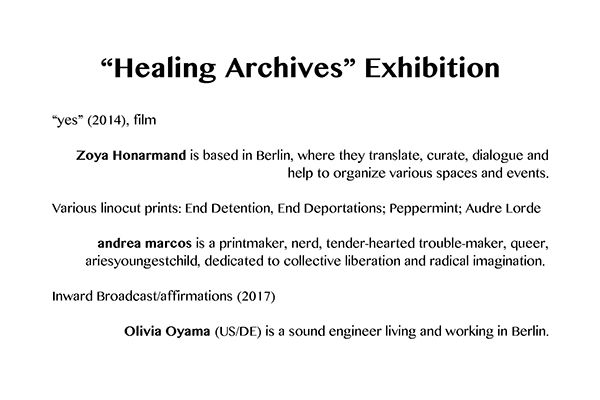 “Healing Archives” Exhibition
“yes” (2014), film
Zoya Honarmand is based in Berlin, where they translate, curate, dialogue and
help to organize various spaces and events.
Various linocut prints: End Detention, End Deportations; Peppermint; Audre Lorde
andrea marcos is a printmaker, nerd, tender-hearted trouble-maker, queer,
ariesyoungestchild, dedicated to collective liberation and radical imagination.
Inward Broadcast/affirmations (2017)
Olivia Oyama (US/DE) is a sound engineer living and working in Berlin.